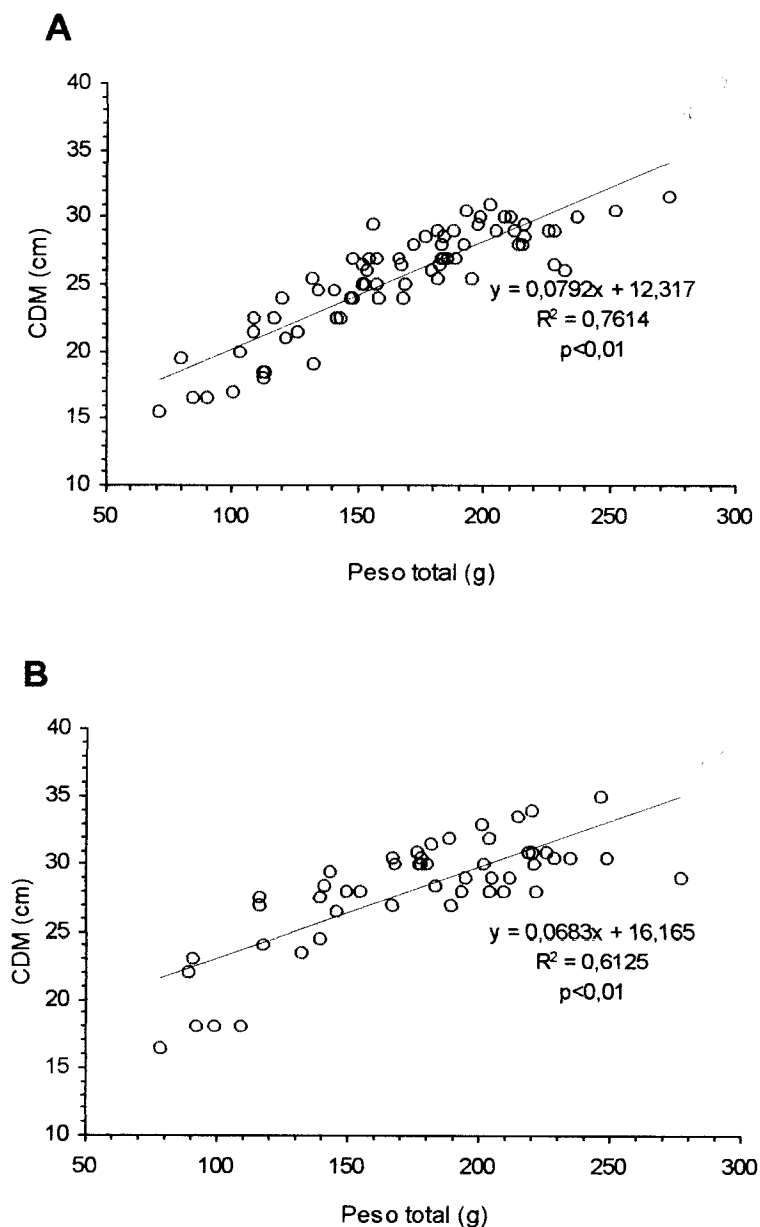 A
40
35
30
25
20
15
10
CDM (cm)
y = 0,0792x + 12,317
R² = 0,7614
p<0,01
50 100 150 200 250 300
Peso total (g)
B
40
35
30
25
20
15
10
CDM (cm)
y = 0,0683x + 16,165
R² = 0,6125
p<0,01
50 100 150 200 250 300
Peso total (g)